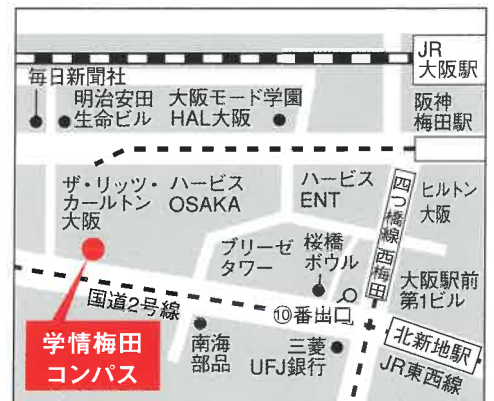 JR
大阪駅
毎日新聞社
明治安田
生命ビル
大阪モード学園
HAL大阪
阪神
梅田駅
ザ・リッツ・
カールトン
大阪
ハービス
OSAKA
ハービス
ENT
四つ橋線 西梅田
ヒルトン
大阪
ブリーゼ
タワー
桜橋
ボウル
大阪駅前
第1ビル
国道2号線
⑩番出口
学情梅田
コンパス
南海
部品
三菱
UFJ銀行
北新地駅
JR東西線